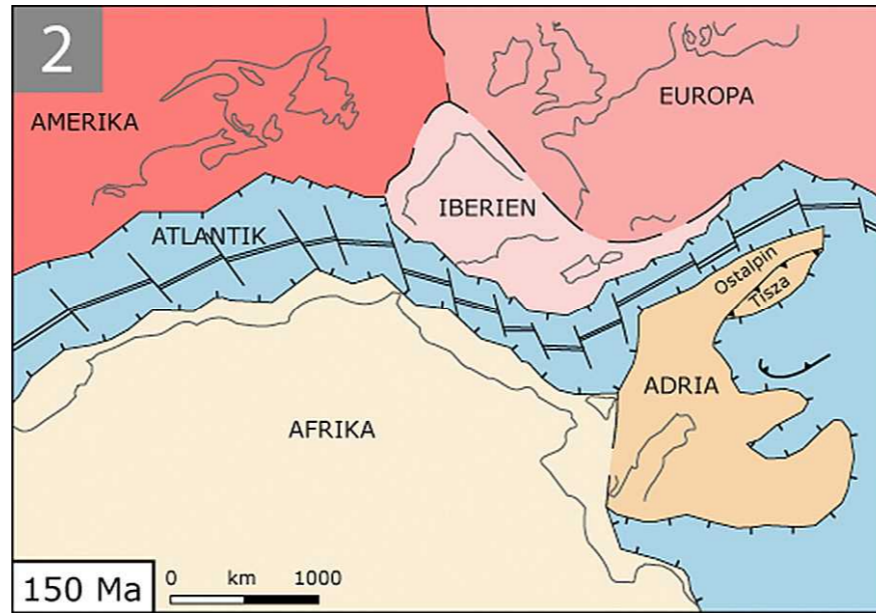 2
AMERIKA
EUROPA
IBERIEN
ATLANTIK
Ostalpin
Tisza
ADRIA
AFRIKA
150 Ma
0 km 1000